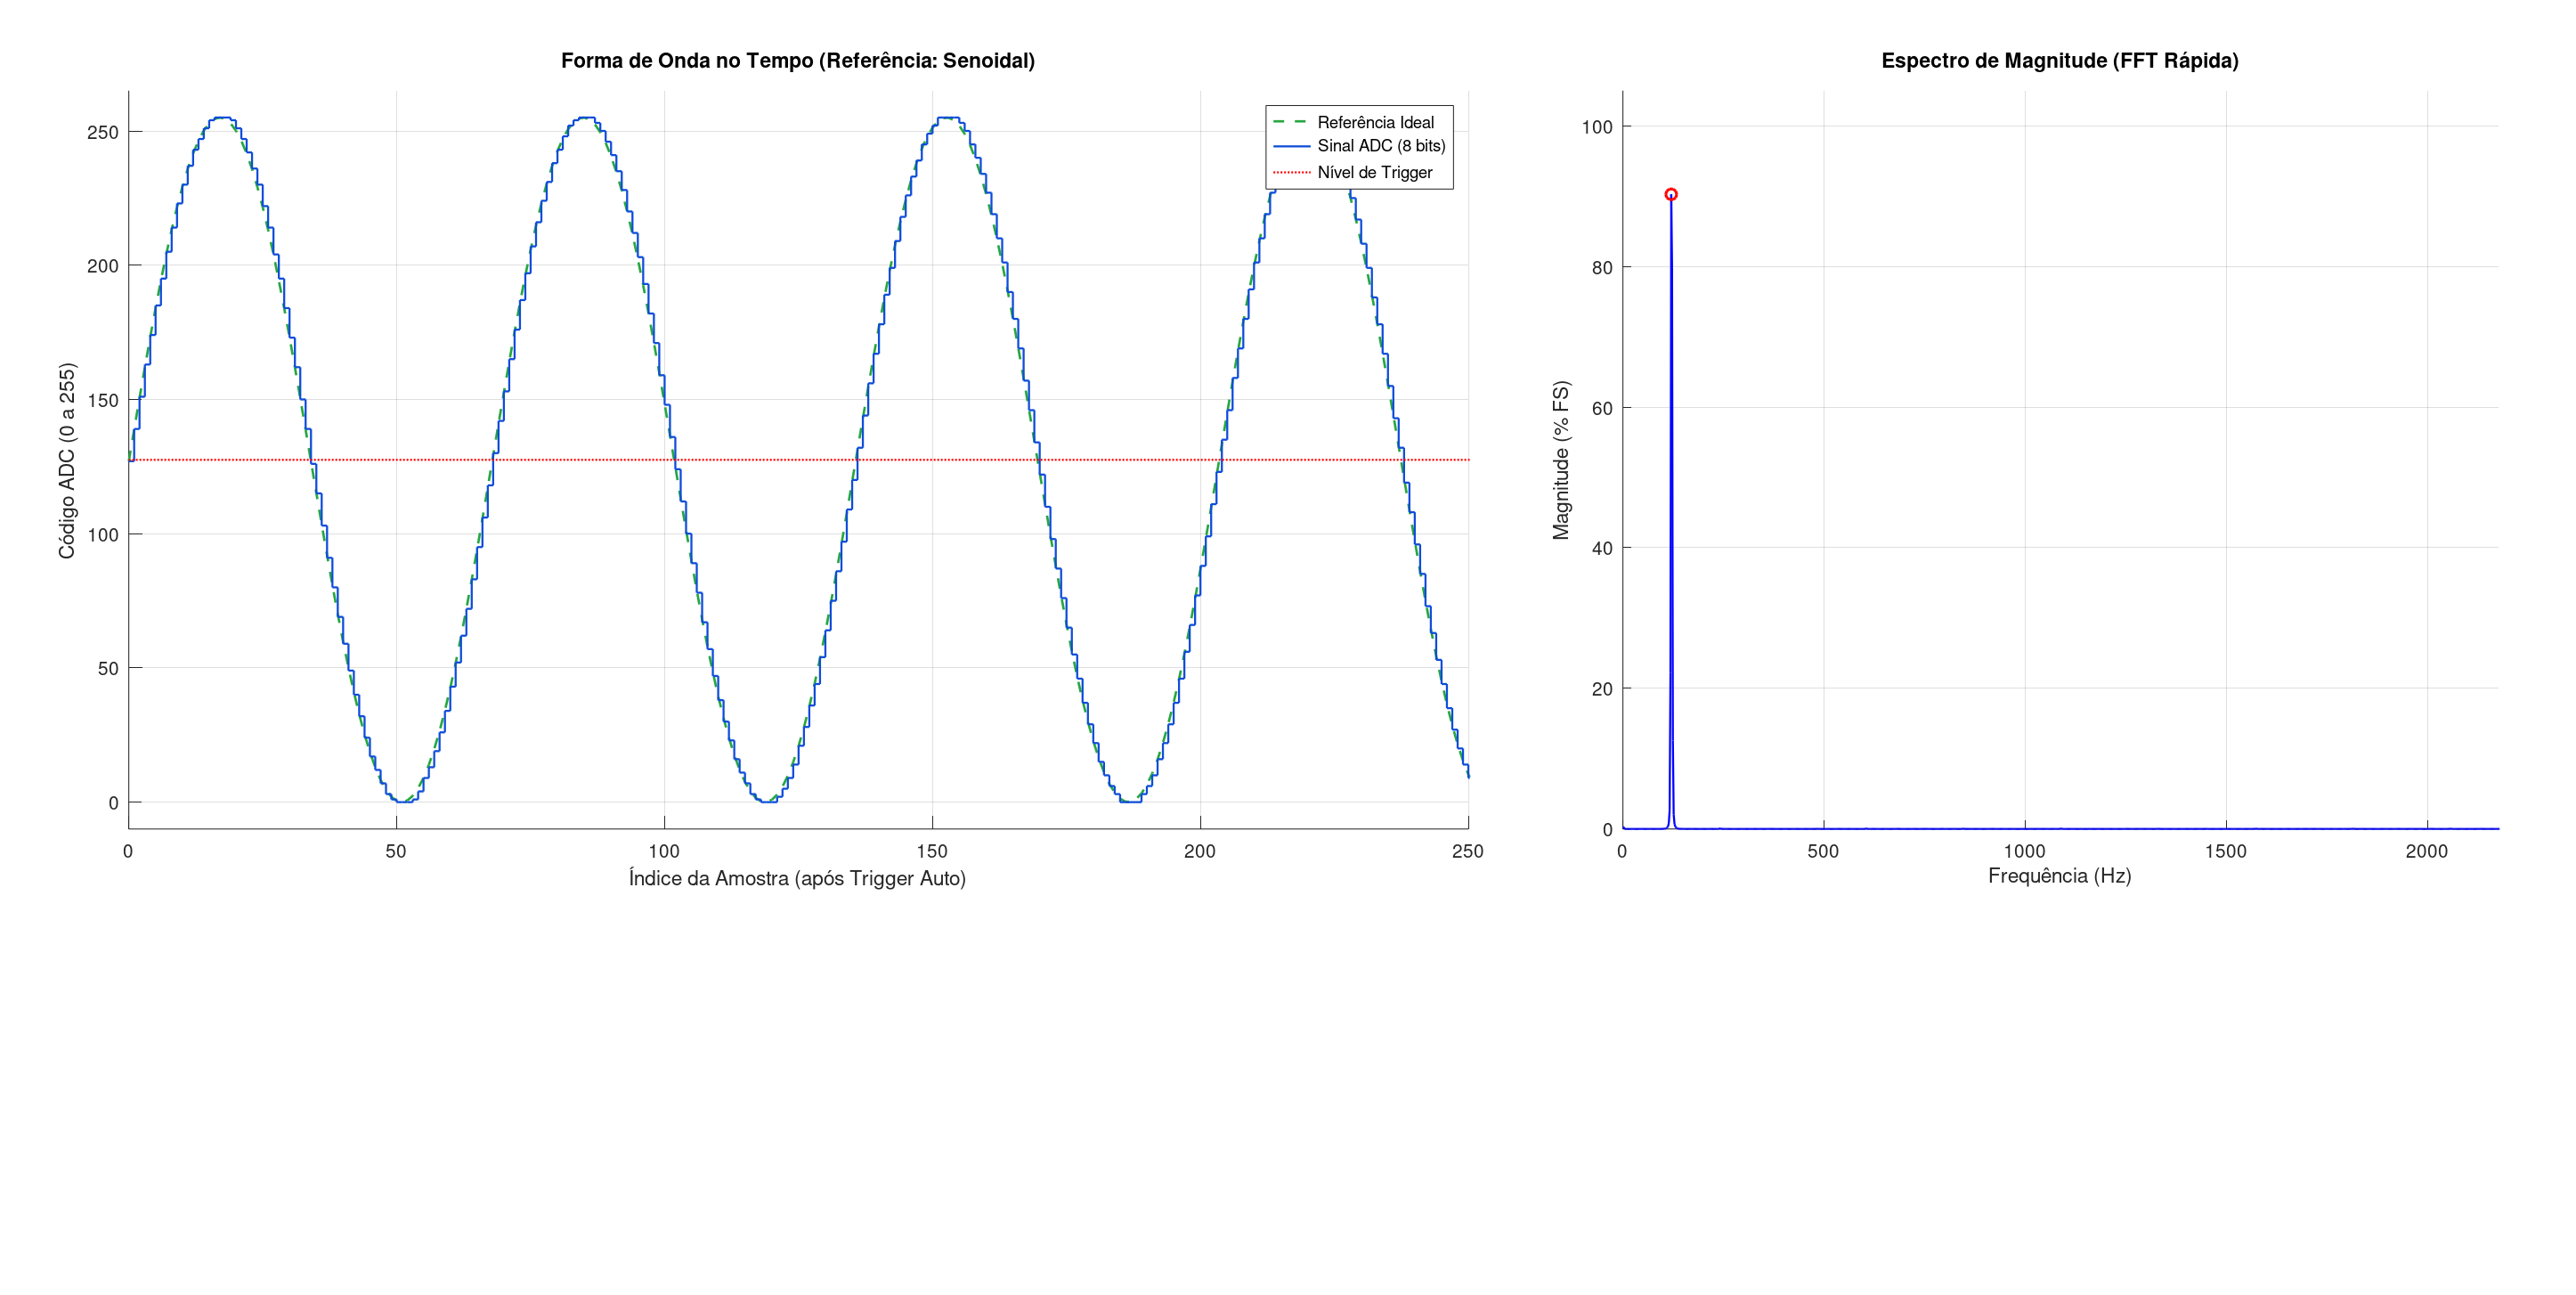 Forma de Onda no Tempo (Referência: Senoidal)
Código ADC (0 a 255)
250
200
150
100
50
0
0 50 100 150 200 250
Índice da Amostra (após Trigger Auto)
Referência Ideal
Sinal ADC (8 bits)
Nível de Trigger
Espectro de Magnitude (FFT Rápida)
Magnitude (% FS)
100
80
60
40
20
0
0 500 1000 1500 2000
Frequência (Hz)